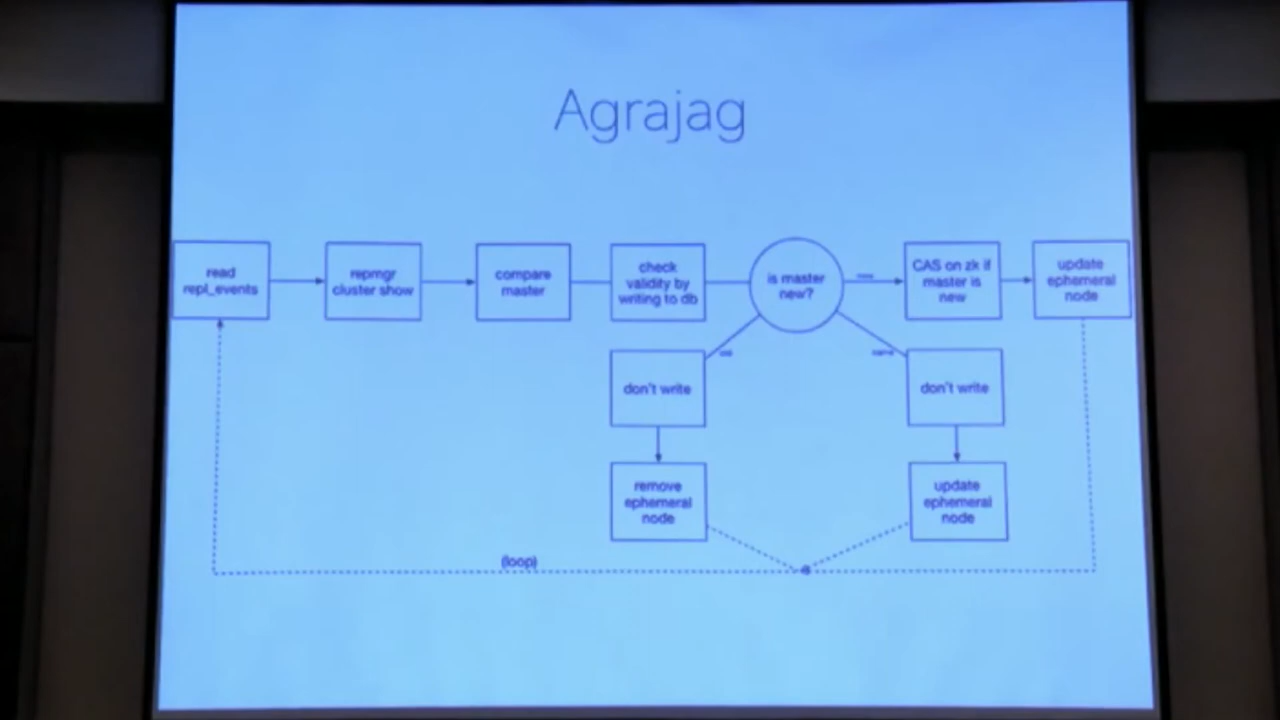 Agrajag
read
repl_events
repmgr
cluster show
compare
master
check
validity by
writing to db
is master
new?
CAS on zk if
master is
new
update
ephemeral
node
don't write
don't write
remove
ephemeral
node
update
ephemeral
node
(loop)